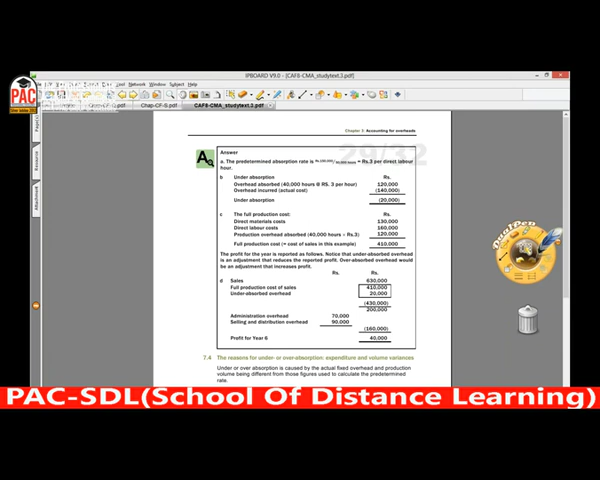 IPBOARD V9.0 - [CAF8-CMA_studytext.3.pdf]
Tool Network Window Subject Help
Chap-CF-S.pdf CAF8-CMA_studytext.3.pdf
PAC
Chapter 3: Accounting for overheads
29/32
Answer
a. The predetermined absorption rate is = Rs.3 per direct labour
hour.
b Under absorption Rs.
Overhead absorbed (40,000 hours @ RS. 3 per hour) 120,000
Overhead incurred (actual cost) (140,000)
Under absorption (20,000)
c The full production cost: Rs.
Direct materials costs 130,000
Direct labour costs 160,000
Production overhead absorbed (40,000 hours × Rs.3) 120,000
Full production cost (= cost of sales in this example) 410,000
The profit for the year is reported as follows. Notice that under-absorbed overhead
is an adjustment that reduces the reported profit. Over-absorbed overhead would
be an adjustment that increases profit.
Rs. Rs.
d Sales 630,000
Full production cost of sales 410,000
Under-absorbed overhead 20,000
(430,000)
200,000
Administration overhead 70,000
Selling and distribution overhead 90,000
(160,000)
Profit for Year 6 40,000
7.4 The reasons for under- or over-absorption: expenditure and volume variances
Under or over absorption is caused by the actual fixed overhead and production
volume being different from those figures used to calculate the predetermined
rate.
DualPen
PAC-SDL(School Of Distance Learning)